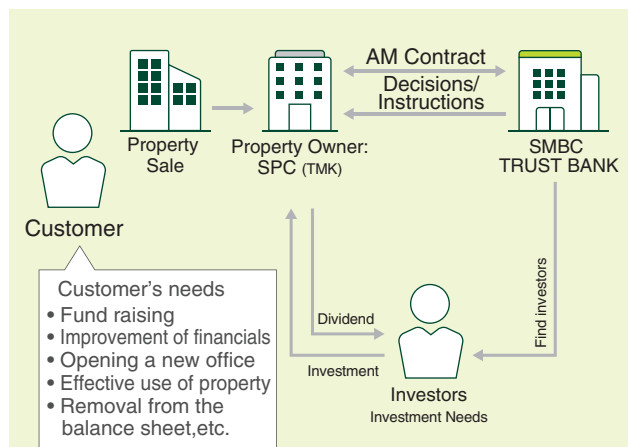 AM Contract
Decisions/
Instructions
Property
Sale
Property Owner:
SPC (TMK)
SMBC
TRUST BANK
Customer
Customer's needs
• Fund raising
• Improvement of financials
• Opening a new office
• Effective use of property
• Removal from the
balance sheet,etc.
Dividend
Investment
Find investors
Investors
Investment Needs